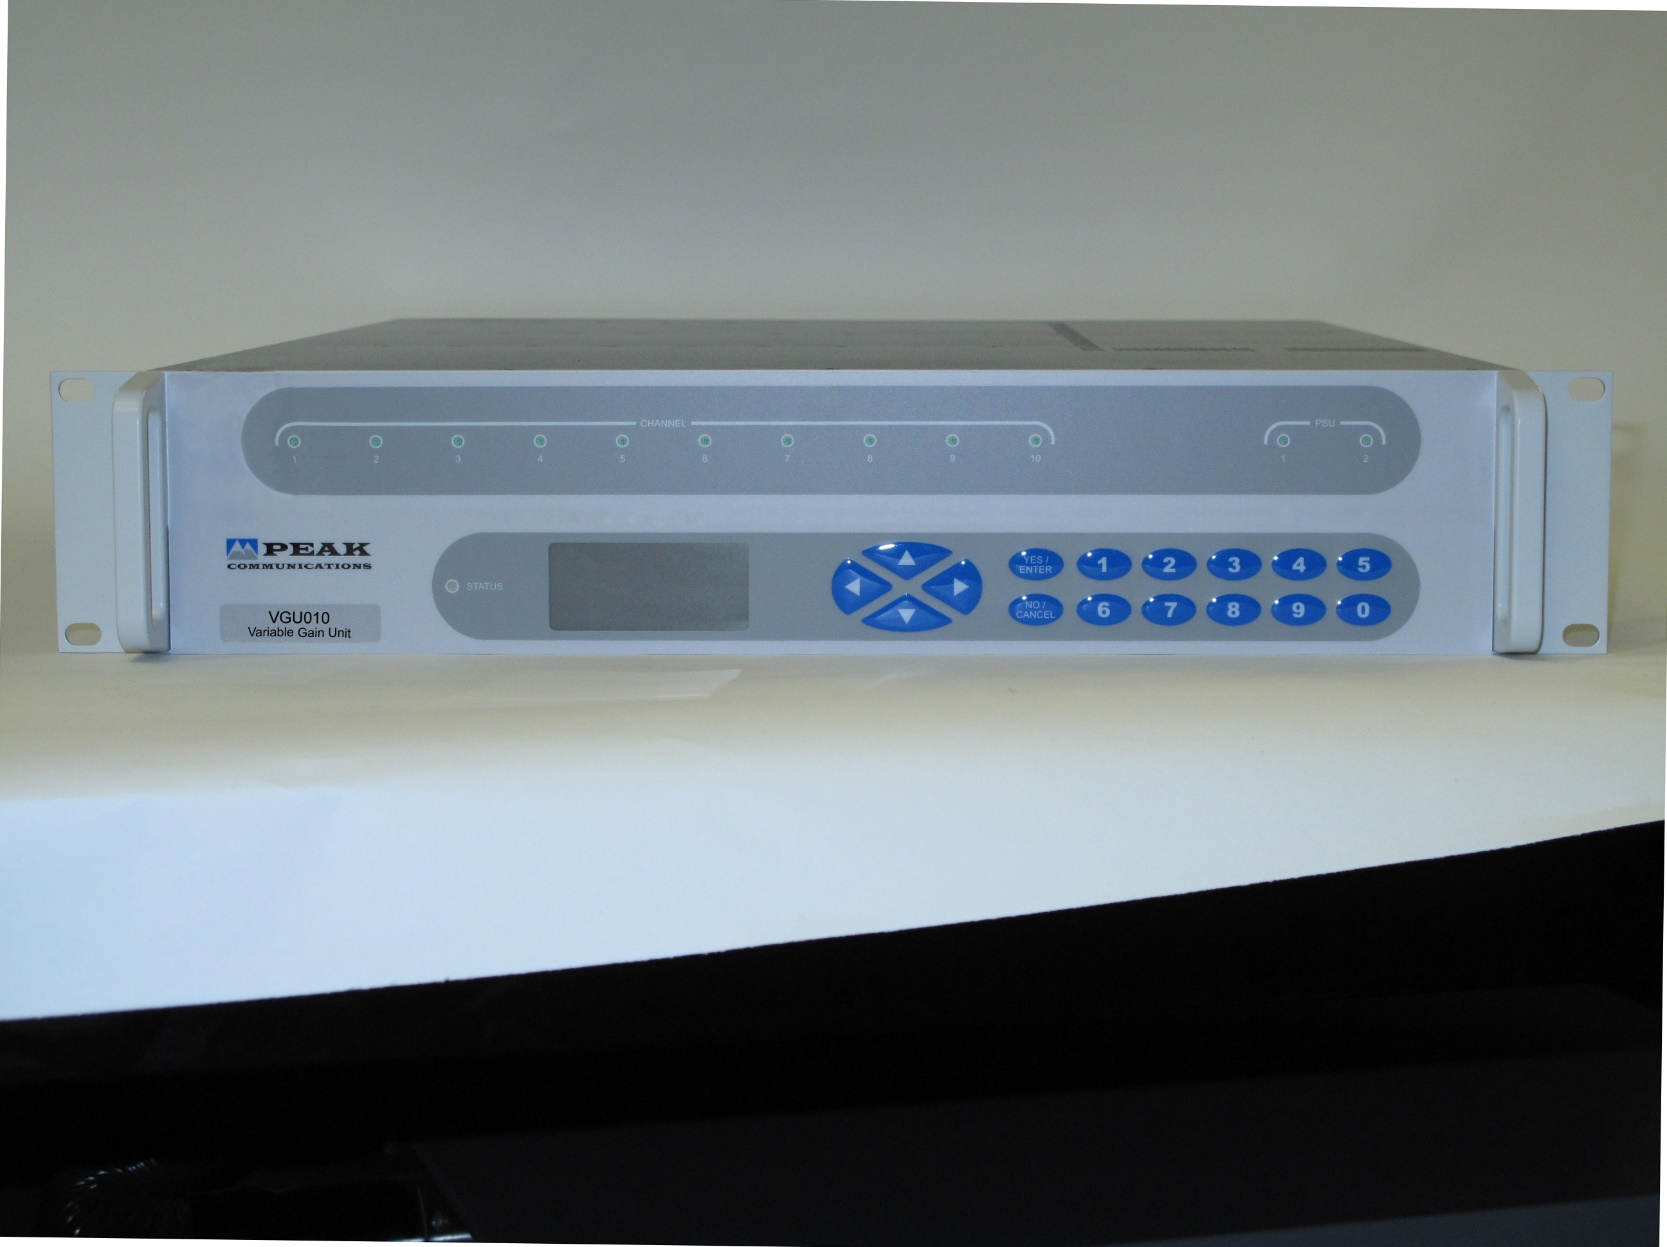 CHANNEL PSU
1 2 3 4 5 6 7 8 9 10 1 2
PEAK
COMMUNICATIONS
VGU010
Variable Gain Unit
STATUS
YES / ENTER 1 2 3 4 5
NO / CANCEL 6 7 8 9 0